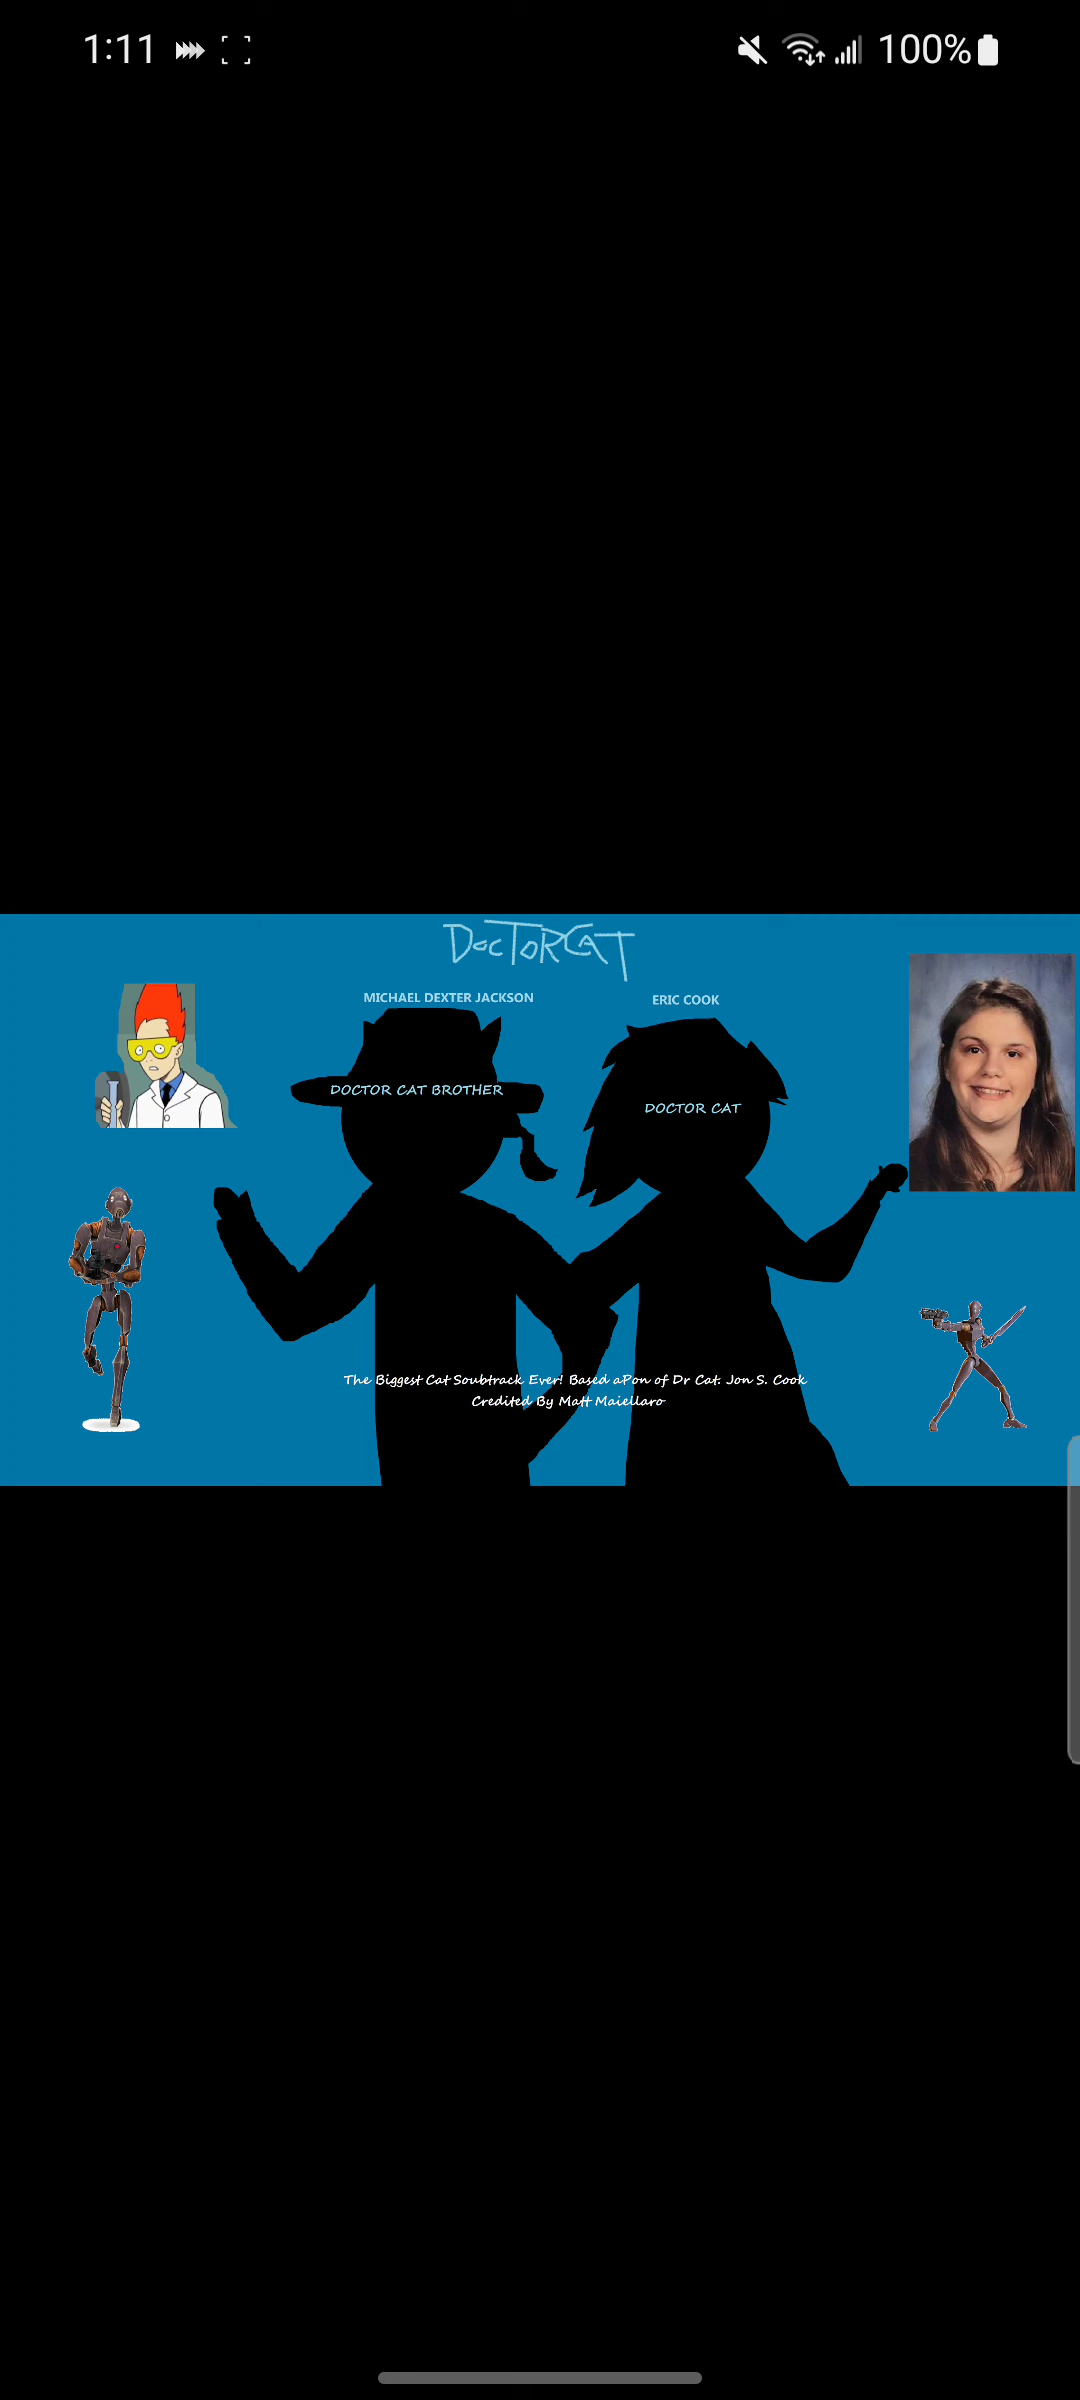 1:11
100%
DocToRCAT
MICHAEL DEXTER JACKSON
ERIC COOK
DOCTOR CAT BROTHER
DOCTOR CAT
The Biggest Cat Soubtrack Ever! Based aPon of Dr Cat: Jon S. Cook
Credited By Matt Maiellaro